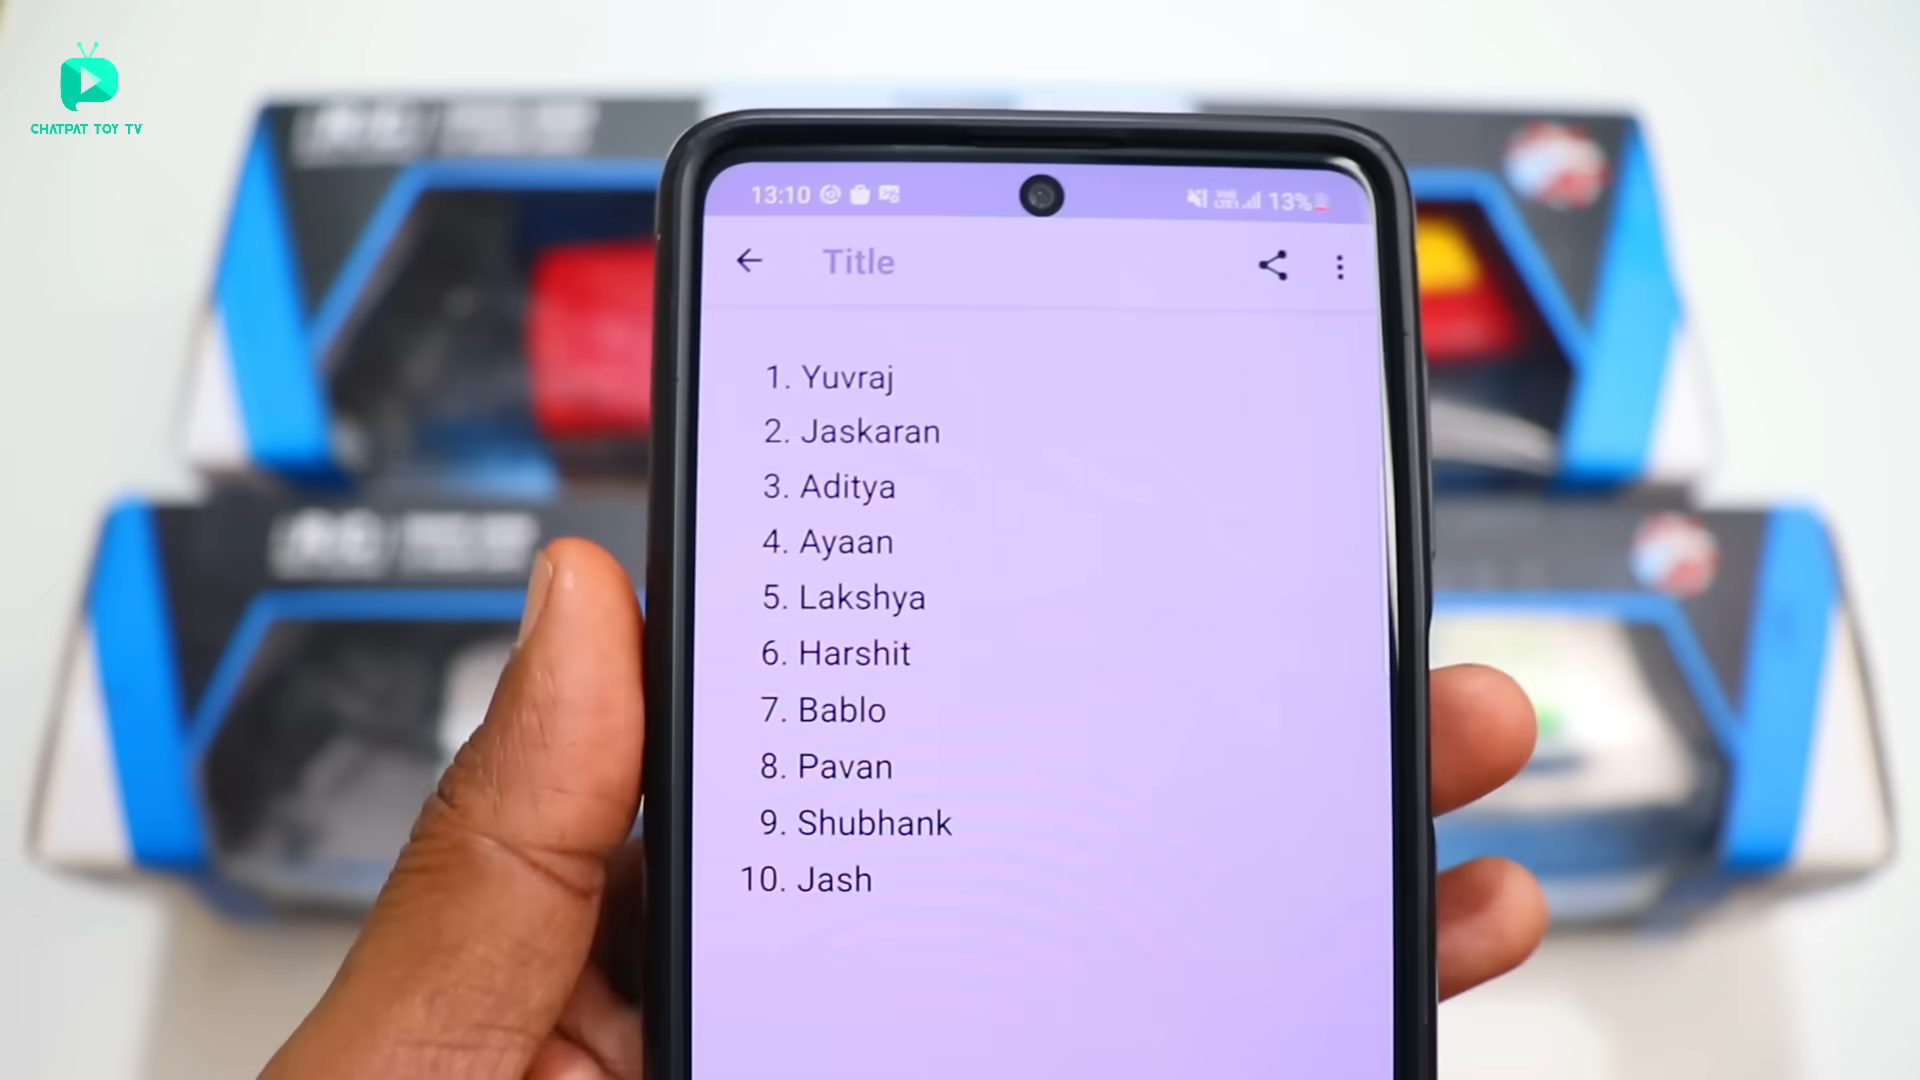 CHATPAT TOY TV
13:10
13%
Title
1. Yuvraj
2. Jaskaran
3. Aditya
4. Ayaan
5. Lakshya
6. Harshit
7. Bablo
8. Pavan
9. Shubhank
10. Jash